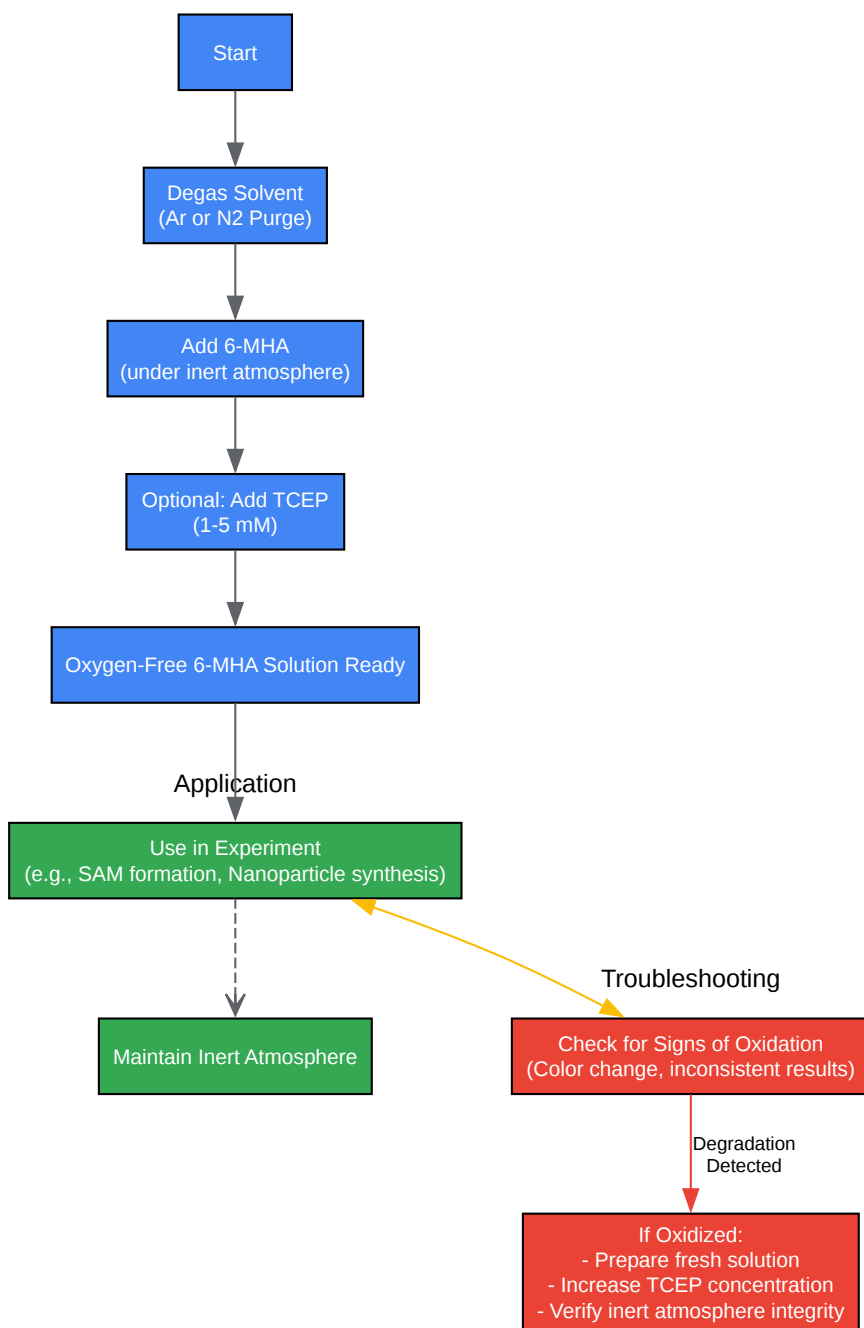 Start
Degas Solvent
(Ar or N2 Purge)
Add 6-MHA
(under inert atmosphere)
Optional: Add TCEP
(1-5 mM)
Oxygen-Free 6-MHA Solution Ready
Application
Use in Experiment
(e.g., SAM formation, Nanoparticle synthesis)
Troubleshooting
Maintain Inert Atmosphere
Check for Signs of Oxidation
(Color change, inconsistent results)
Degradation
Detected
If Oxidized:
- Prepare fresh solution
- Increase TCEP concentration
- Verify inert atmosphere integrity